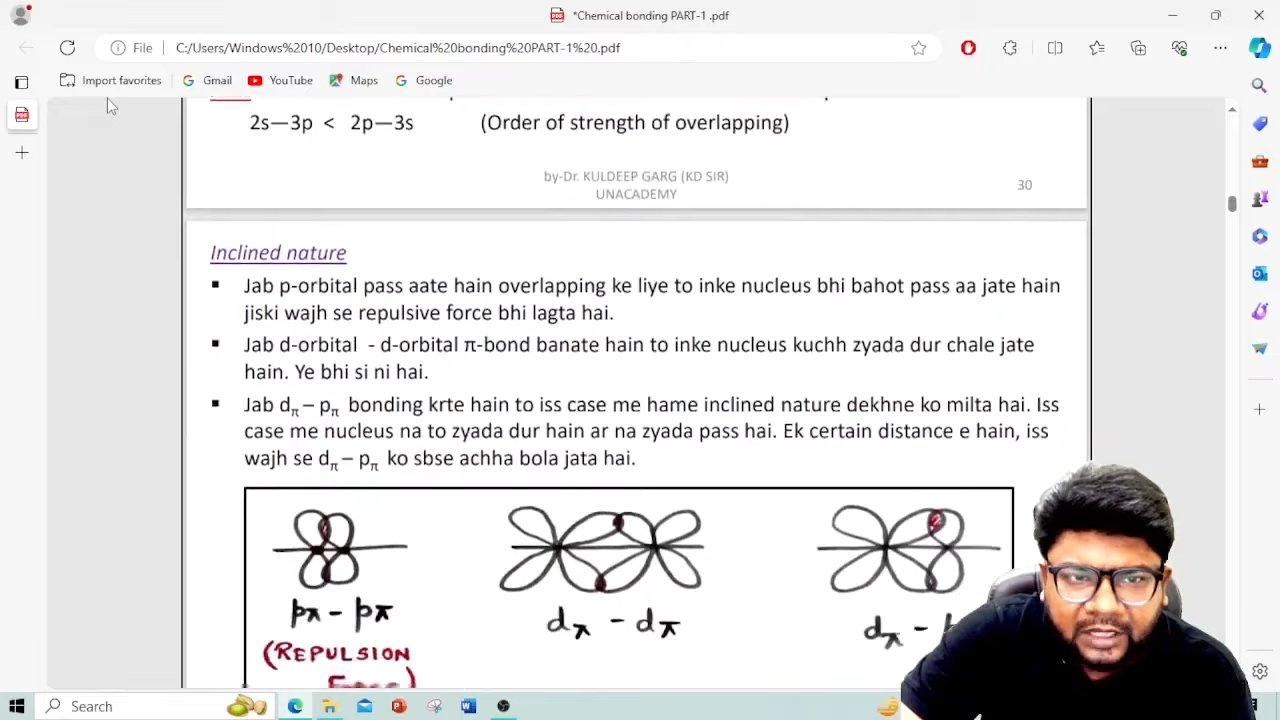 *Chemical bonding PART-1 .pdf
File
C:/Users/Windows%2010/Desktop/Chemical%20bonding%20PART-1%20.pdf
Import favorites
Gmail
YouTube
Maps
Google
2s—3p < 2p—3s (Order of strength of overlapping)
by-Dr. KULDEEP GARG (KD SIR)
UNACADEMY
30
Inclined nature
▪ Jab p-orbital pass aate hain overlapping ke liye to inke nucleus bhi bahot pass aa jate hain
jiski wajh se repulsive force bhi lagta hai.
▪ Jab d-orbital - d-orbital π-bond banate hain to inke nucleus kuchh zyada dur chale jate
hain. Ye bhi si ni hai.
▪ Jab dπ – pπ bonding krte hain to iss case me hame inclined nature dekhne ko milta hai. Iss
case me nucleus na to zyada dur hain ar na zyada pass hai. Ek certain distance e hain, iss
wajh se dπ – pπ ko sbse achha bola jata hai.
pπ - pπ
dπ - dπ
dπ -
(REPULSION
Force)
Search